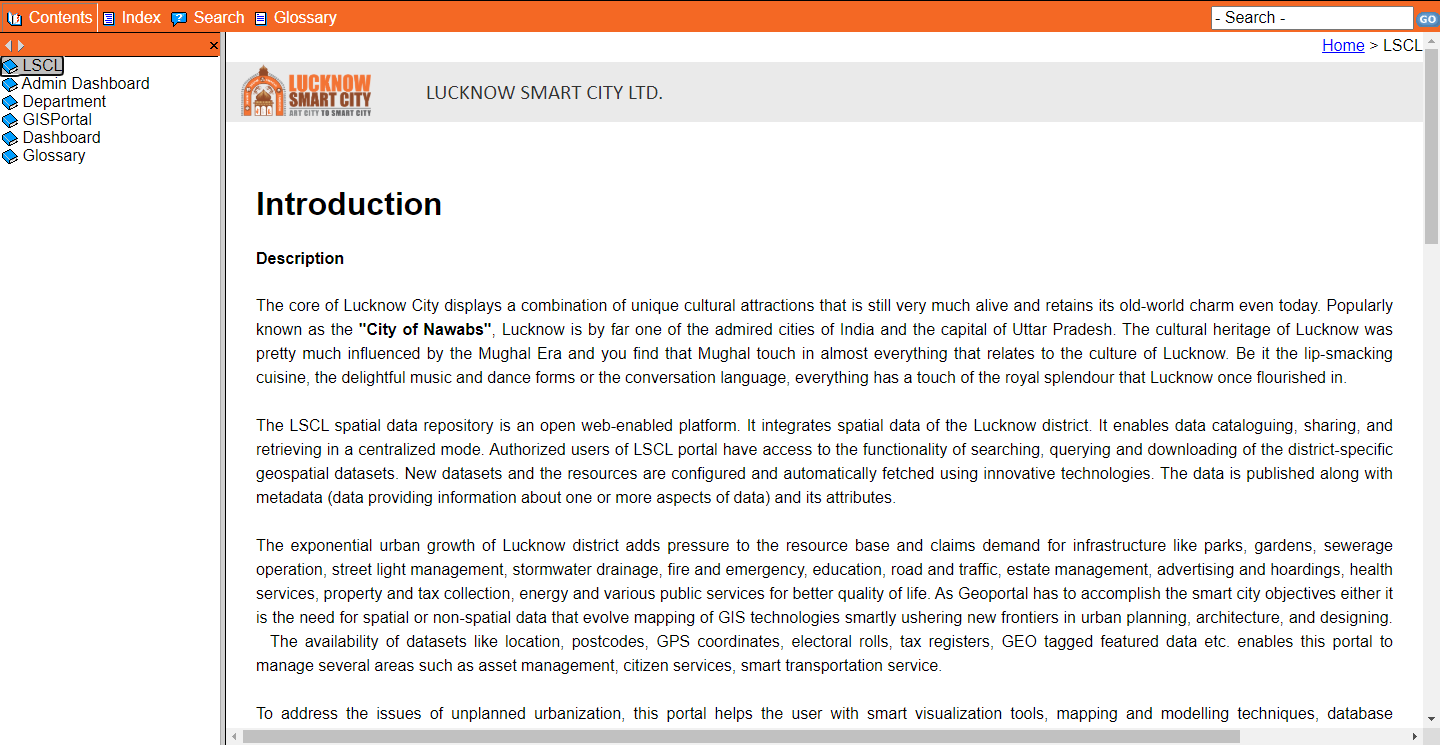 Contents Index Search Glossary - Search - GO
×
Home > LSCL
LSCL
Admin Dashboard
Department
GISPortal
Dashboard
Glossary
LUCKNOW
SMART CITY
ART CITY TO SMART CITY
LUCKNOW SMART CITY LTD.
Introduction
Description
The core of Lucknow City displays a combination of unique cultural attractions that is still very much alive and retains its old-world charm even today. Popularly
known as the "City of Nawabs", Lucknow is by far one of the admired cities of India and the capital of Uttar Pradesh. The cultural heritage of Lucknow was
pretty much influenced by the Mughal Era and you find that Mughal touch in almost everything that relates to the culture of Lucknow. Be it the lip-smacking
cuisine, the delightful music and dance forms or the conversation language, everything has a touch of the royal splendour that Lucknow once flourished in.
The LSCL spatial data repository is an open web-enabled platform. It integrates spatial data of the Lucknow district. It enables data cataloguing, sharing, and
retrieving in a centralized mode. Authorized users of LSCL portal have access to the functionality of searching, querying and downloading of the district-specific
geospatial datasets. New datasets and the resources are configured and automatically fetched using innovative technologies. The data is published along with
metadata (data providing information about one or more aspects of data) and its attributes.
The exponential urban growth of Lucknow district adds pressure to the resource base and claims demand for infrastructure like parks, gardens, sewerage
operation, street light management, stormwater drainage, fire and emergency, education, road and traffic, estate management, advertising and hoardings, health
services, property and tax collection, energy and various public services for better quality of life. As Geoportal has to accomplish the smart city objectives either it
is the need for spatial or non-spatial data that evolve mapping of GIS technologies smartly ushering new frontiers in urban planning, architecture, and designing.
The availability of datasets like location, postcodes, GPS coordinates, electoral rolls, tax registers, GEO tagged featured data etc. enables this portal to
manage several areas such as asset management, citizen services, smart transportation service.
To address the issues of unplanned urbanization, this portal helps the user with smart visualization tools, mapping and modelling techniques, database